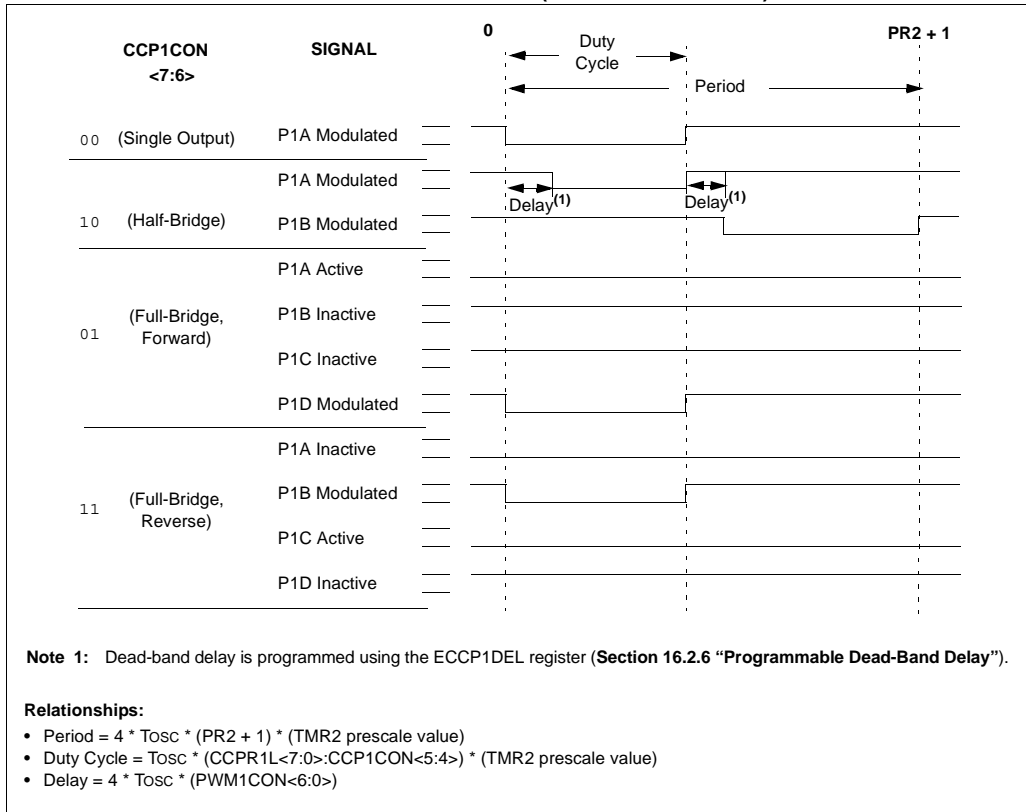 0
PR2 + 1
CCP1CON
<7:6>
SIGNAL
Duty
Cycle
Period
00 (Single Output) P1A Modulated
P1A Modulated
Delay(1) Delay(1)
10 (Half-Bridge) P1B Modulated
P1A Active
01 (Full-Bridge,
Forward)
P1B Inactive
P1C Inactive
P1D Modulated
P1A Inactive
11 (Full-Bridge,
Reverse)
P1B Modulated
P1C Active
P1D Inactive
Note 1: Dead-band delay is programmed using the ECCP1DEL register (Section 16.2.6 “Programmable Dead-Band Delay”).
Relationships:
• Period = 4 * TOSC * (PR2 + 1) * (TMR2 prescale value)
• Duty Cycle = TOSC * (CCPR1L<7:0>:CCP1CON<5:4>) * (TMR2 prescale value)
• Delay = 4 * TOSC * (PWM1CON<6:0>)